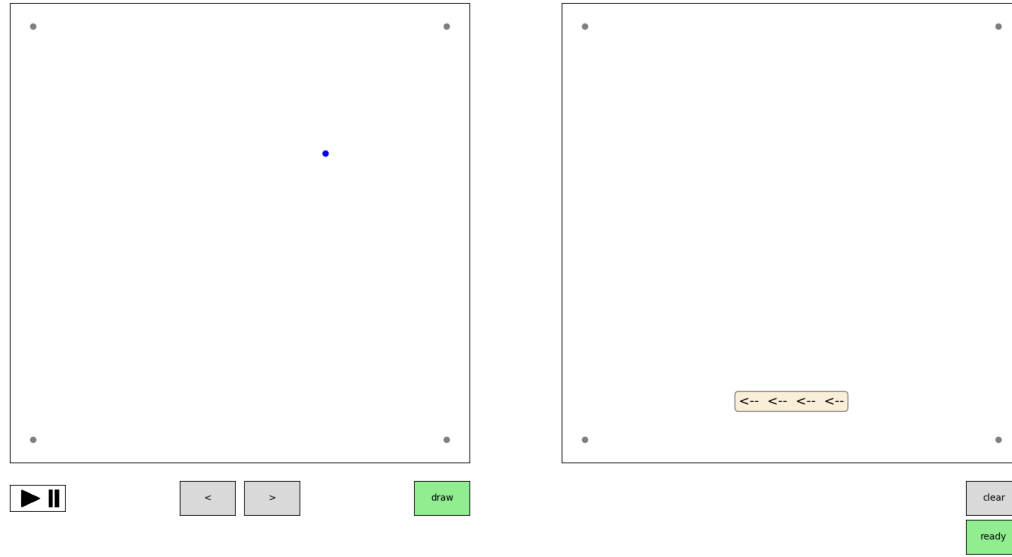 <-- <-- <-- <--
< > draw clear
ready